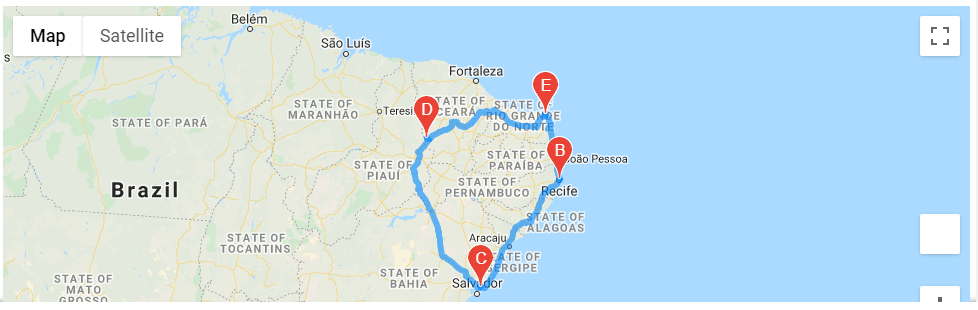 Map
Satellite
Belém
São Luís
Fortaleza
E
D
STATE OF
CEARÁ
STATE OF
RIO GRANDE
DO NORTE
STATE OF
MARANHÃO
Teresi
STATE OF PARÁ
B
João Pessoa
STATE OF
PARAÍBA
STATE OF
PIAUÍ
Brazil
STATE OF
PERNAMBUCO
Recife
STATE OF
ALAGOAS
STATE OF
TOCANTINS
Aracaju
C
STATE OF
SERGIPE
STATE OF
BAHIA
Salvador
STATE OF
MATO
GROSSO
s